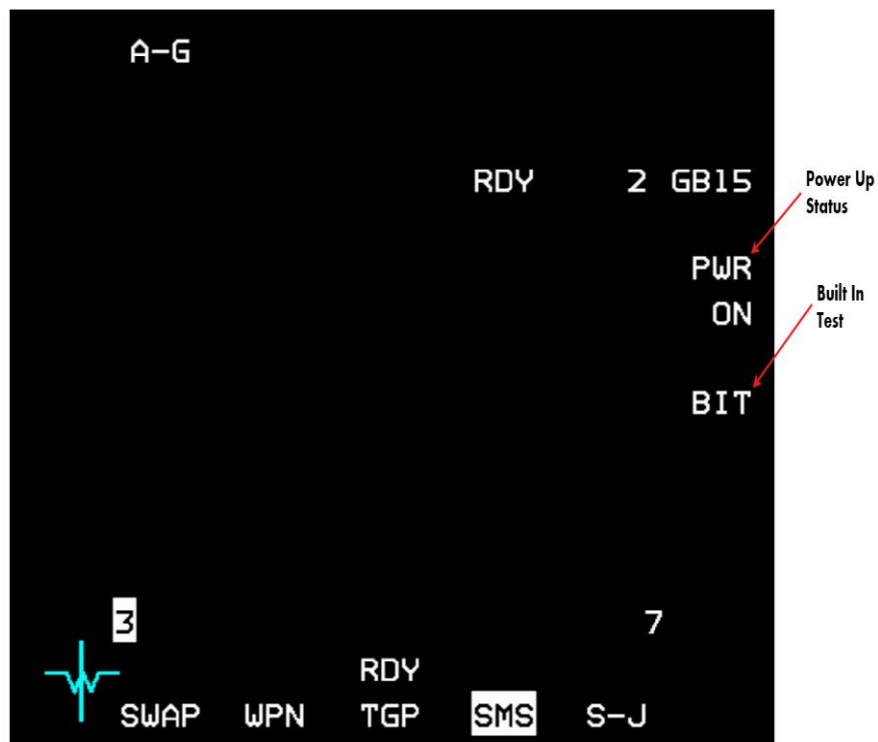 A-G
RDY 2 GB15
Power Up
Status
PWR
ON
Built In
Test
BIT
3 7
RDY
SWAP WPN TGP SMS S-J